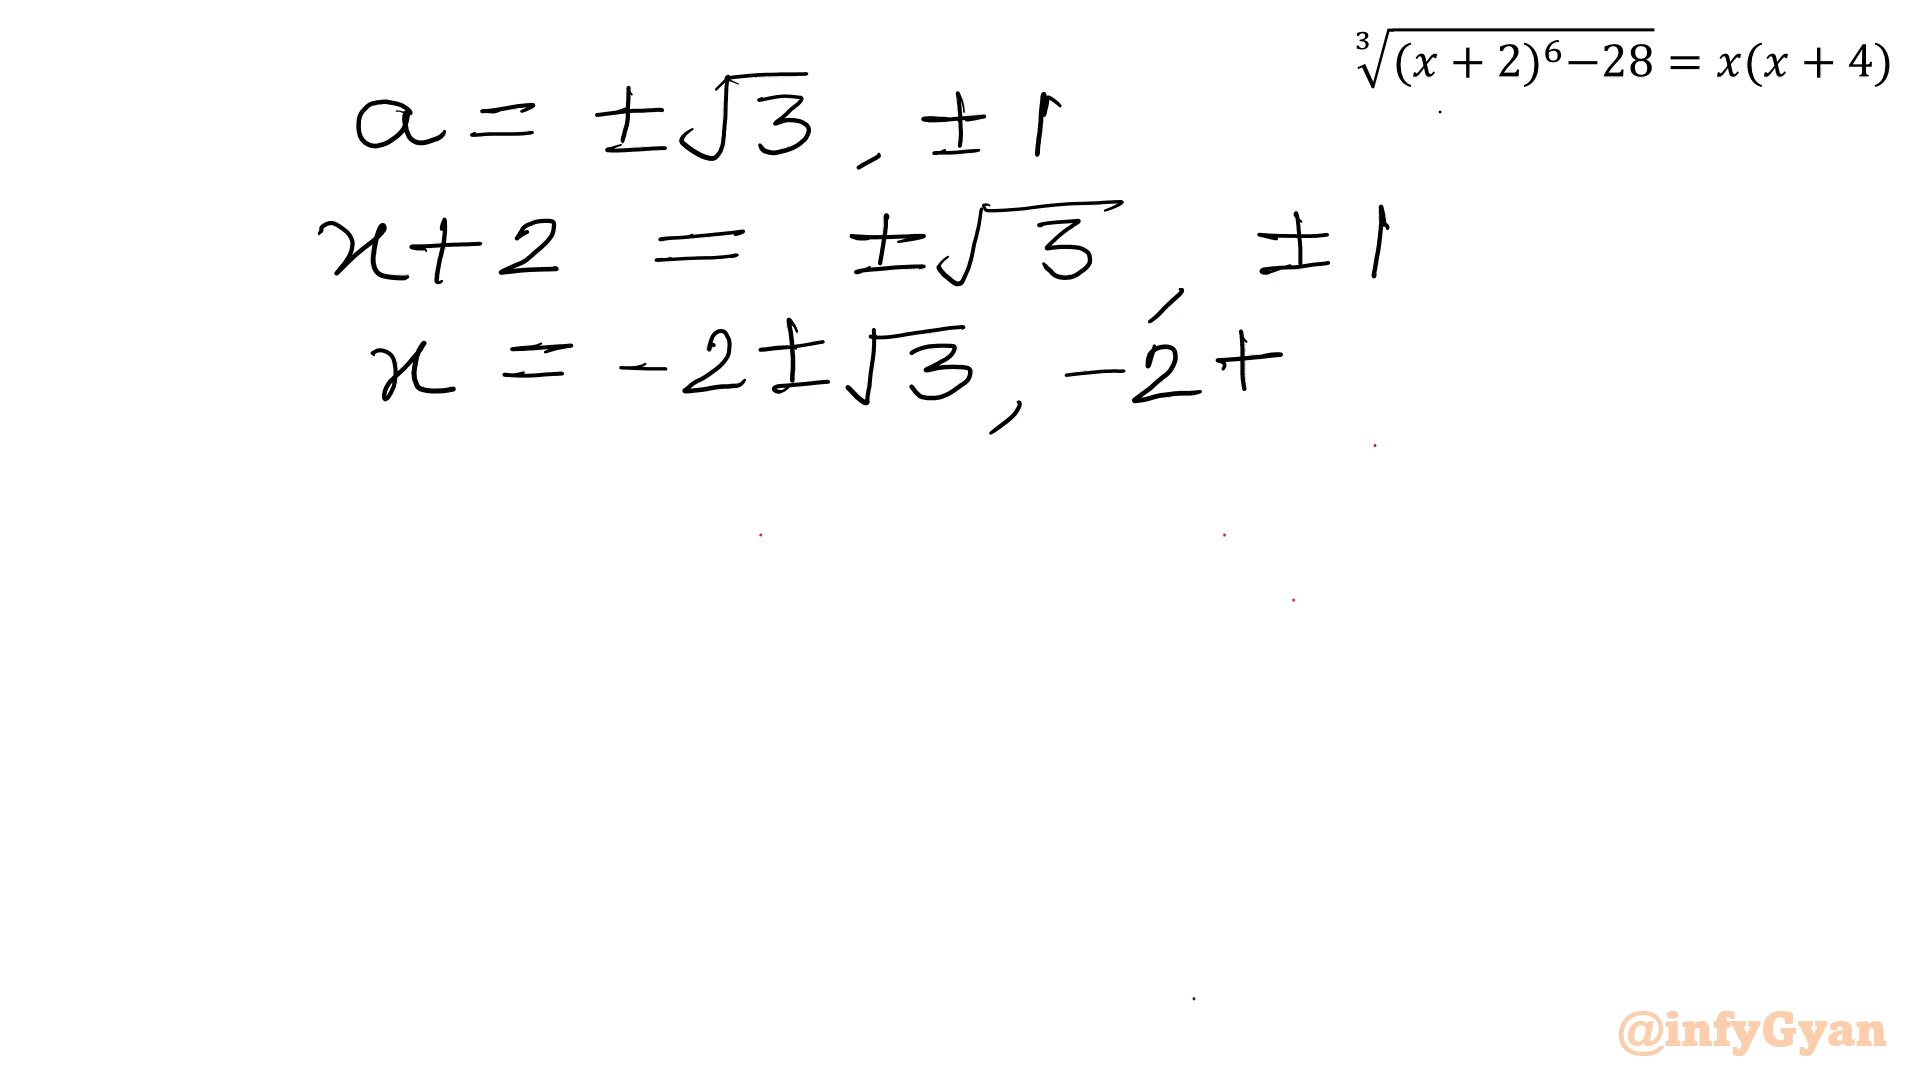 ∛((x + 2)⁶−28) = x(x + 4)
a = ±√3, ±1
x+2 = ±√3, ±1
x = -2±√3, -2+
@infyGyan